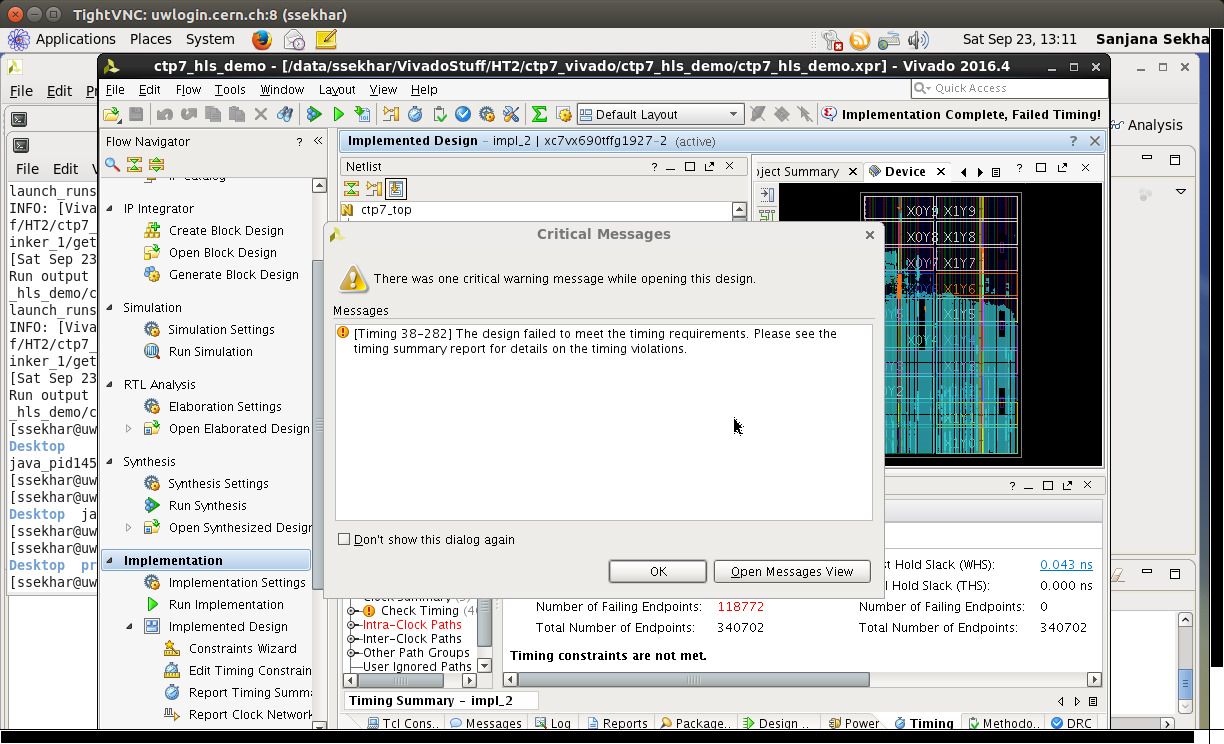 TightVNC: uwlogin.cern.ch:8 (ssekhar)
Applications Places System Sat Sep 23, 13:11 Sanjana Sekha
ctp7_hls_demo - [/data/ssekhar/VivadoStuff/HT2/ctp7_vivado/ctp7_hls_demo/ctp7_hls_demo.xpr] - Vivado 2016.4
File Edit Pr
File Edit Flow Tools Window Layout View Help
Quick Access
Default Layout
Implementation Complete, Failed Timing!
Analysis
File Edit V
Flow Navigator
IP Integrator
Create Block Design
Open Block Design
Generate Block Design
Simulation
Simulation Settings
Run Simulation
RTL Analysis
Elaboration Settings
Open Elaborated Design
Synthesis
Synthesis Settings
Run Synthesis
Open Synthesized Design
Implementation
Implementation Settings
Run Implementation
Implemented Design
Constraints Wizard
Edit Timing Constrain
Report Timing Summ
Report Clock Network
launch_runs
INFO: [Viva
f/HT2/ctp7_
inker_1/get
[Sat Sep 23
Run output
_hls_demo/c
launch_runs
INFO: [Viva
f/HT2/ctp7_
inker_1/get
[Sat Sep 23
Run output
_hls_demo/c
[ssekhar@uw
Desktop
java_pid145
[ssekhar@uw
[ssekhar@uw
Desktop ja
[ssekhar@uw
[ssekhar@uw
Desktop pr
[ssekhar@uw
Implemented Design - impl_2 | xc7vx690tffg1927-2 (active)
Netlist
ctp7_top
oject Summary
Device
X0Y9 X1Y9
X0Y8 X1Y8
X0Y7 X1Y7
X1Y6
Critical Messages
There was one critical warning message while opening this design.
Messages
[Timing 38-282] The design failed to meet the timing requirements. Please see the
timing summary report for details on the timing violations.
Don't show this dialog again
OK
Open Messages View
Check Timing (4
Intra-Clock Paths
Inter-Clock Paths
Other Path Groups
User Ignored Paths
st Hold Slack (WHS): 0.043 ns
l Hold Slack (THS): 0.000 ns
Number of Failing Endpoints: 118772 Number of Failing Endpoints: 0
Total Number of Endpoints: 340702 Total Number of Endpoints: 340702
Timing constraints are not met.
Timing Summary - impl_2
Tcl Cons.. Messages Log Reports Package.. Design .. Power Timing Methodo.. DRC